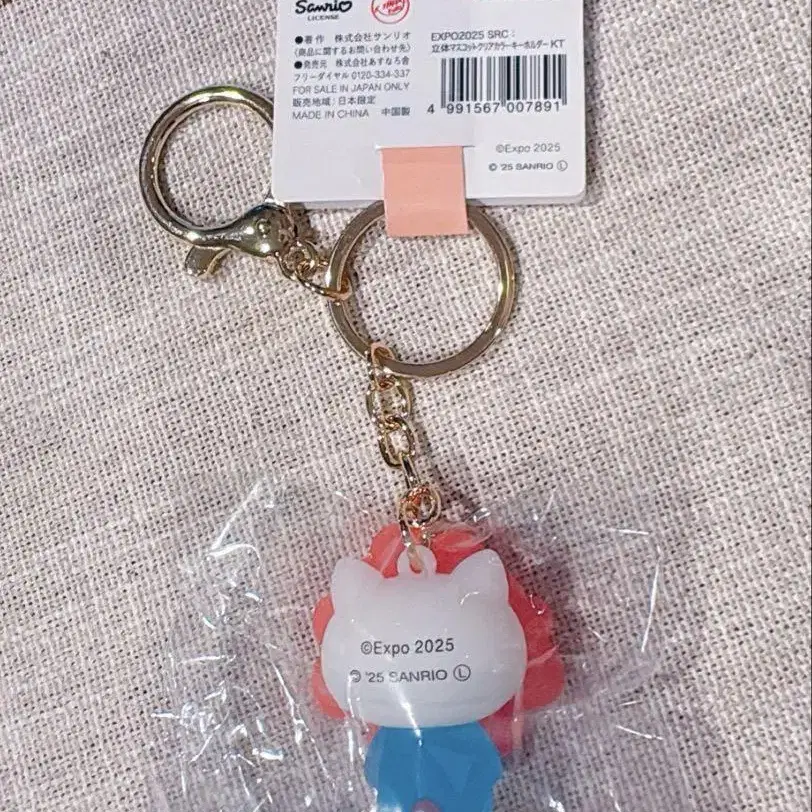 Sanrio
LICENSE
●著作 株式会社サンリオ
(商品に関するお問い合わせ先)
●発売元 株式会社あすなろ舎
フリーダイヤル 0120-334-337
FOR SALE IN JAPAN ONLY
販売地域:日本限定
MADE IN CHINA 中国製
EXPO2025 SRC:
立体マスコットクリアカラーキーホルダー KT
4 991567 007891
©Expo 2025
© '25 SANRIO Ⓛ
©Expo 2025
© '25 SANRIO Ⓛ